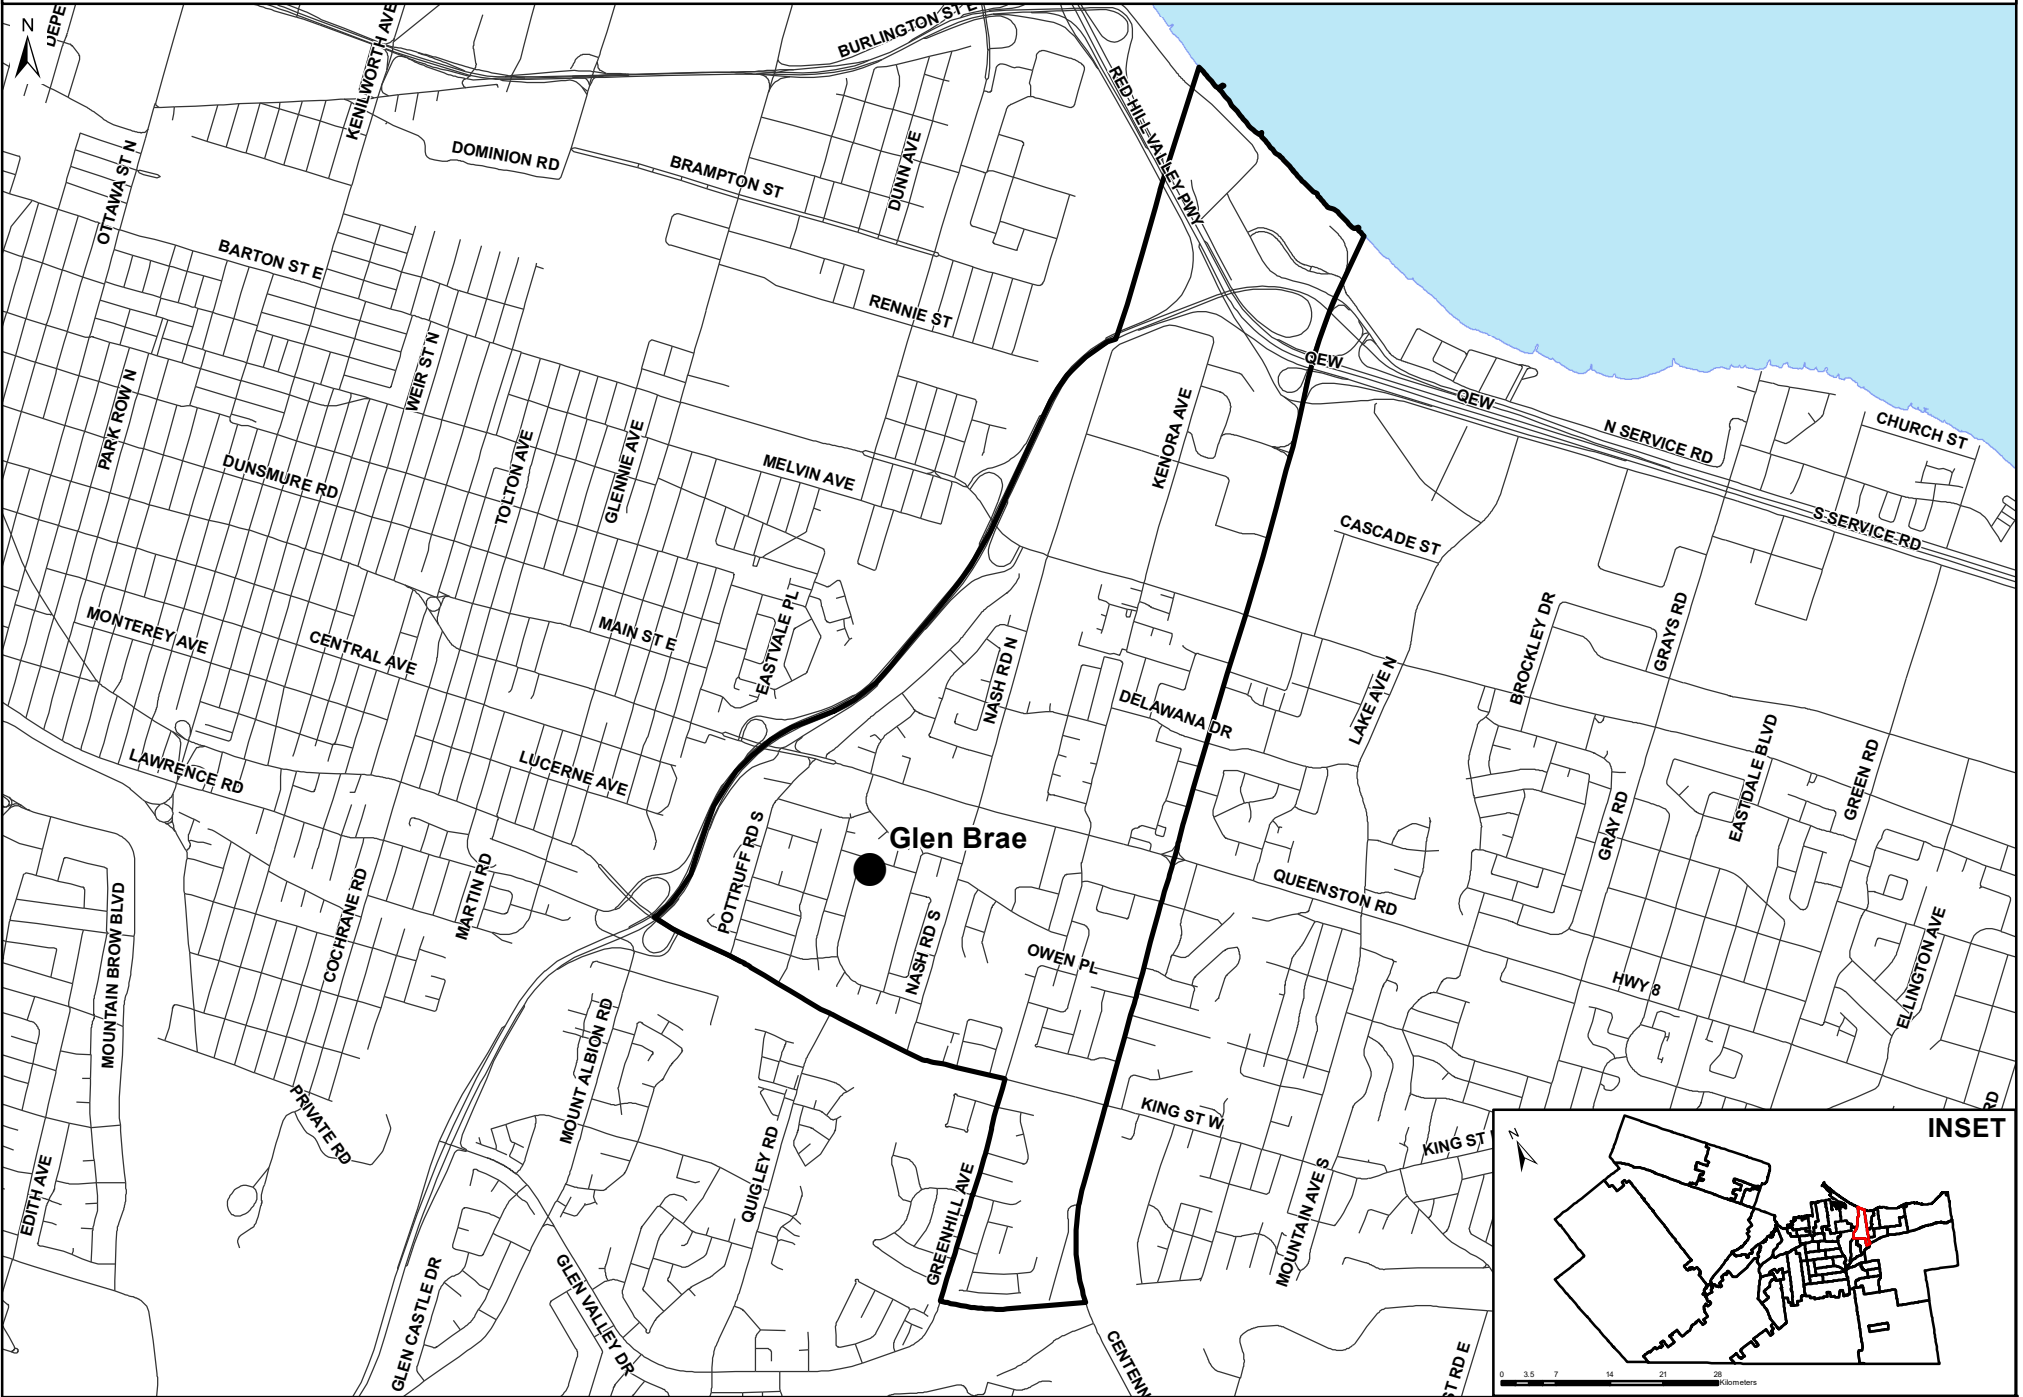 N
DEPE
KENILWORTH AVE
BURLINGTON ST E
RED HILL VALLEY PWY
DOMINION RD
BRAMPTON ST
DUNN AVE
OTTAWA ST N
BARTON ST E
RENNIE ST
WEIR ST N
PARK ROW N
QEW
QEW
N SERVICE RD
CHURCH ST
KENORA AVE
DUNSMURE RD
TOLTON AVE
GLENNIE AVE
MELVIN AVE
S SERVICE RD
CASCADE ST
MONTEREY AVE
CENTRAL AVE
MAIN ST E
EASTVALE PL
NASH RD N
BROCKLEY DR
GRAYS RD
DELAWANA DR
LAKE AVE N
LAWRENCE RD
LUCERNE AVE
EASTDALE BLVD
GREEN RD
GRAY RD
POTTRUFF RD S
Glen Brae
QUEENSTON RD
MOUNTAIN BROW BLVD
COCHRANE RD
MARTIN RD
NASH RD S
OWEN PL
HWY 8
ELLINGTON AVE
MOUNT ALBION RD
PRIVATE RD
QUIGLEY RD
KING ST W
KING ST
RD
EDITH AVE
GREENHILL AVE
MOUNTAIN AVE S
GLEN CASTLE DR
GLEN VALLEY DR
CENTENN
ST RD E
INSET
N
0 3.5 7 14 21 28
Kilometers